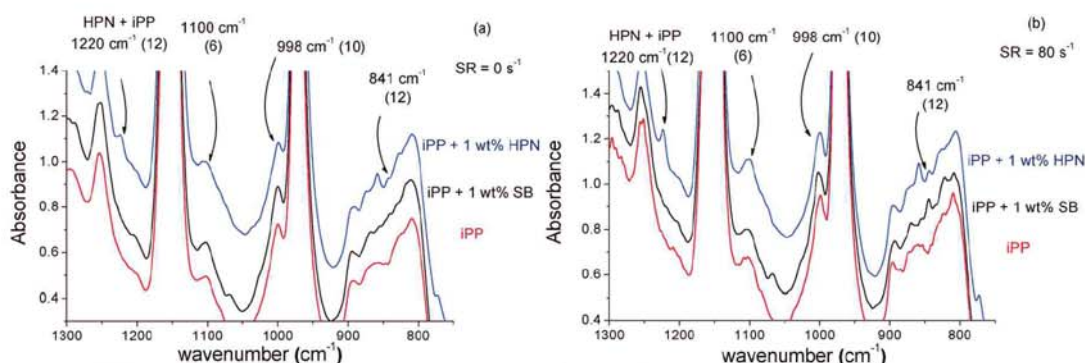 HPN + iPP
1220 cm⁻¹ (12)
1100 cm⁻¹
(6)
998 cm⁻¹ (10)
(a)
SR = 0 s⁻¹
841 cm⁻¹
(12)
iPP + 1 wt% HPN
iPP + 1 wt% SB
iPP
Absorbance
1.4
1.2
1.0
0.8
0.6
0.4
1300 1200 1100 1000 900 800
wavenumber (cm⁻¹)
HPN + iPP
1220 cm⁻¹ (12)
1100 cm⁻¹
(6)
998 cm⁻¹ (10)
(b)
SR = 80 s⁻¹
841 cm⁻¹
(12)
iPP + 1 wt% HPN
iPP + 1 wt% SB
iPP
Absorbance
1.4
1.2
1.0
0.8
0.6
0.4
1300 1200 1100 1000 900 800
wavenumber (cm⁻¹)